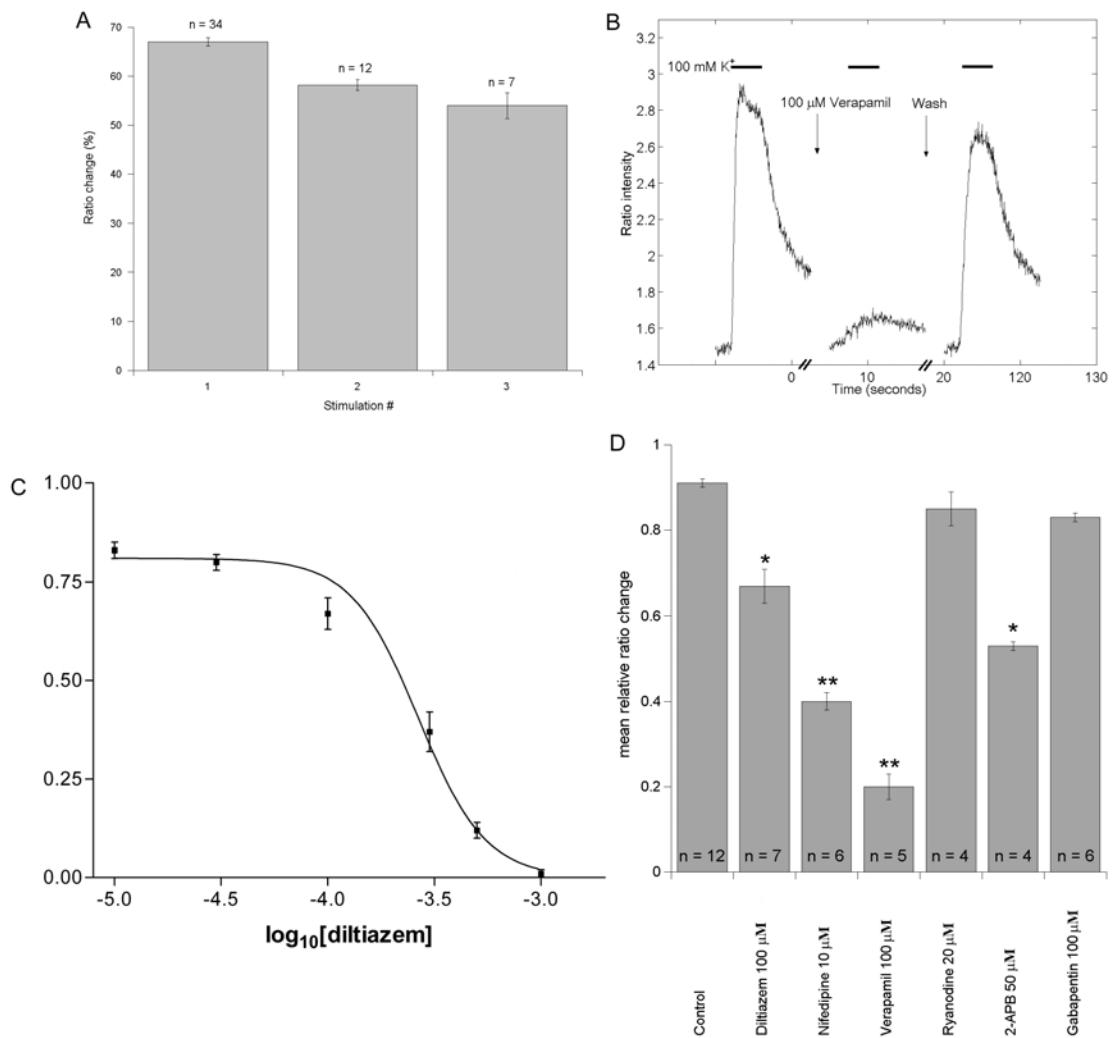 A
70
60
50
40
30
20
10
0
Ratio change (%)
n = 34
n = 12
n = 7
1
2
3
Stimulation #
B
3.2
3
2.8
2.6
2.4
2.2
2
1.8
1.6
1.4
Ratio intensity
100 mM K+
100 μM Verapamil
Wash
0
10
20
120
130
Time (seconds)
C
1.00
0.75
0.50
0.25
0.00
-5.0
-4.5
-4.0
-3.5
-3.0
log10[diltiazem]
D
1
0.8
0.6
0.4
0.2
0
mean relative ratio change
*
**
**
*
n = 12
n = 7
n = 6
n = 5
n = 4
n = 4
n = 6
Control
Diltiazem 100 μM
Nifedipine 10 μM
Verapamil 100 μM
Ryanodine 20 μM
2-APB 50 μM
Gabapentin 100 μM